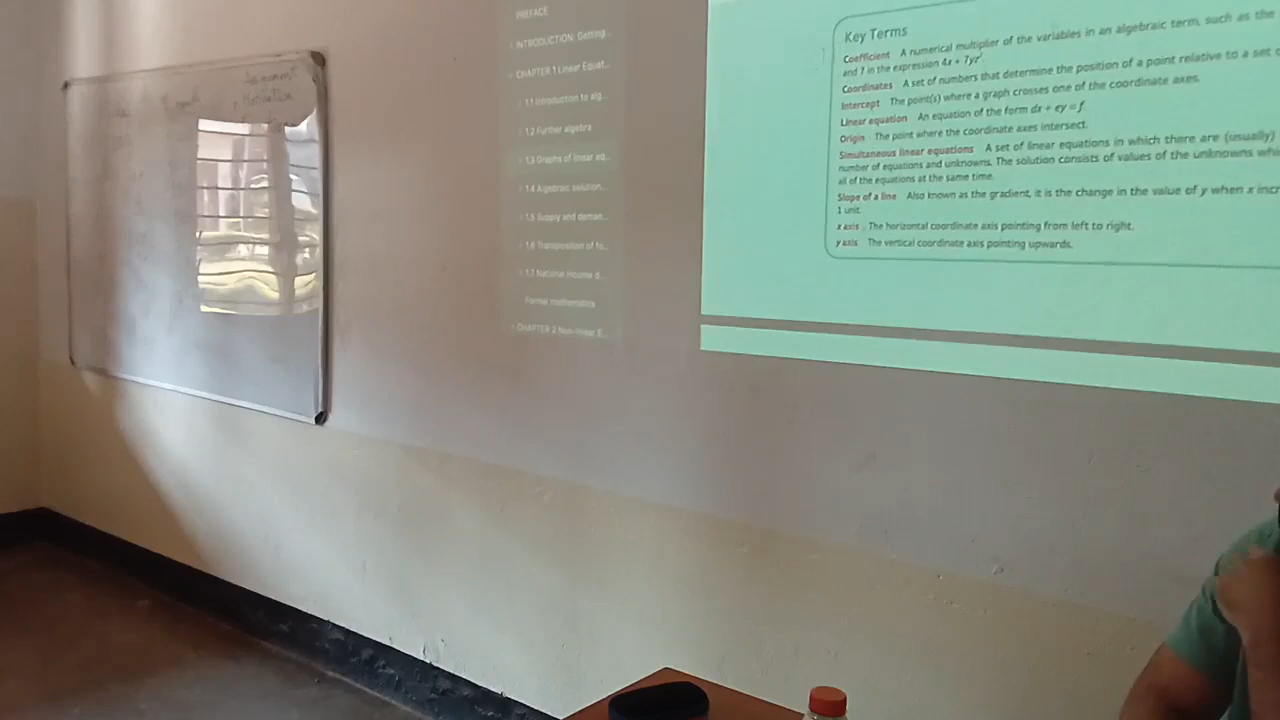 Assignment
Motivation
PREFACE
INTRODUCTION: Getting...
CHAPTER 1 Linear Equat...
1.1 Introduction to alg...
1.2 Further algebra
1.3 Graphs of linear eq...
1.4 Algebraic solution...
1.5 Supply and deman...
1.6 Transposition of fo...
1.7 National income d...
Formal mathematics
CHAPTER 2 Non-linear E...
Key Terms
Coefficient A numerical multiplier of the variables in an algebraic term, such as the
and 7 in the expression 4x + 7yz².
Coordinates A set of numbers that determine the position of a point relative to a set
Intercept The point(s) where a graph crosses one of the coordinate axes.
Linear equation An equation of the form dx + ey = f.
Origin The point where the coordinate axes intersect.
Simultaneous linear equations A set of linear equations in which there are (usually)
number of equations and unknowns. The solution consists of values of the unknowns
all of the equations at the same time.
Slope of a line Also known as the gradient, it is the change in the value of y when x incr
1 unit.
x axis The horizontal coordinate axis pointing from left to right.
y axis The vertical coordinate axis pointing upwards.